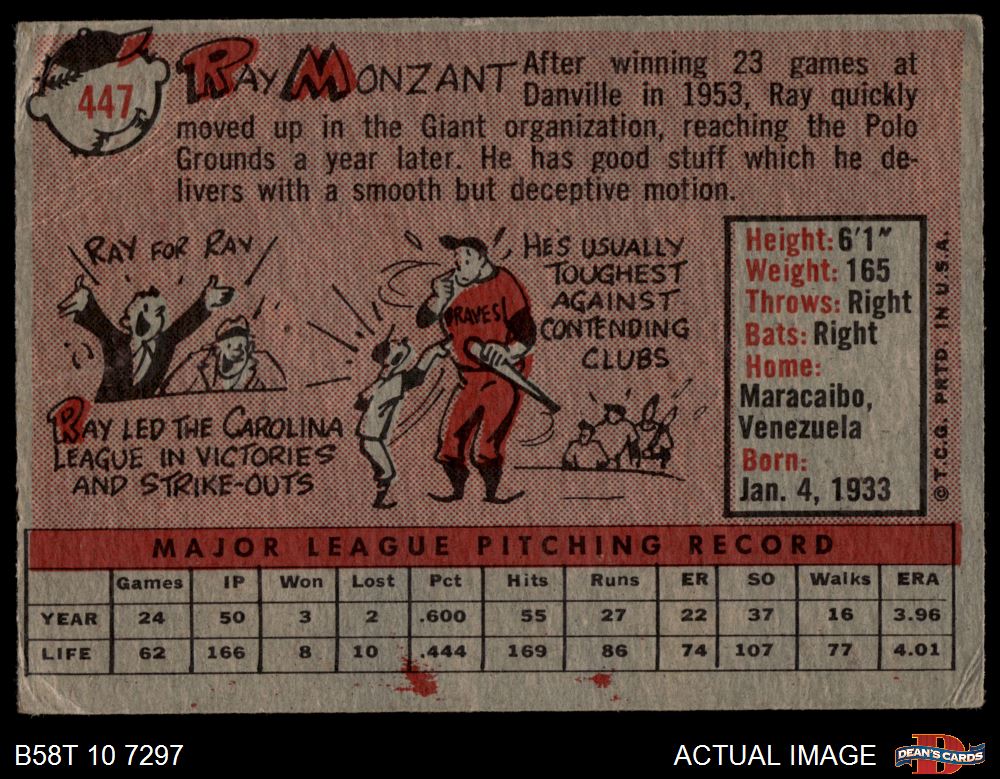 447
RAY MONZANT
After winning 23 games at
Danville in 1953, Ray quickly
moved up in the Giant organization, reaching the Polo
Grounds a year later. He has good stuff which he de-
livers with a smooth but deceptive motion.
RAY FOR RAY
RAY LED THE CAROLINA
LEAGUE IN VICTORIES
AND STRIKE-OUTS
BRAVES
HE'S USUALLY
TOUGHEST
AGAINST
CONTENDING
CLUBS
Height: 6'1"
Weight: 165
Throws: Right
Bats: Right
Home:
Maracaibo,
Venezuela
Born:
Jan. 4, 1933
© T.C.G. PRTD. IN U.S.A.
MAJOR LEAGUE PITCHING RECORD
Games IP Won Lost Pct Hits Runs ER SO Walks ERA
YEAR 24 50 3 2 .600 55 27 22 37 16 3.96
LIFE 62 166 8 10 .444 169 86 74 107 77 4.01
B58T 10 7297
ACTUAL IMAGE
D
DEAN'S CARDS